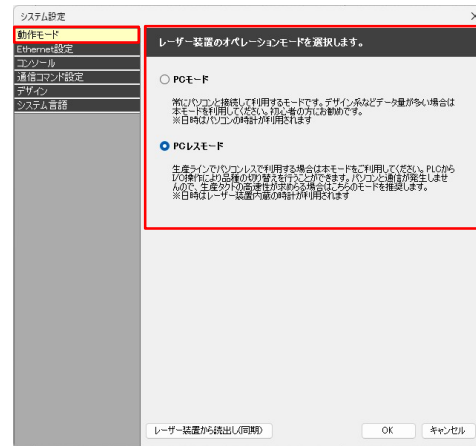 システム設定
動作モード
Ethernet設定
コンソール
通信コマンド設定
デザイン
システム言語
レーザー装置のオペレーションモードを選択します。
PCモード
常にパソコンと接続して利用するモードです。デザイン系などデータ量が多い場合は
本モードを利用してください。初心者の方にお勧めです。
※日時はパソコンの時計が利用されます
PCレスモード
生産ラインでパソコンレスで利用する場合は本モードをご利用してください。PLCから
I/O操作により品種の切り替えを行うことができます。パソコンと通信が発生しませ
んので、生産タクトの高速性が求められる場合はこちらのモードを推奨します。
※日時はレーザー装置内蔵の時計が利用されます
レーザー装置から読出し(同期)
OK
キャンセル